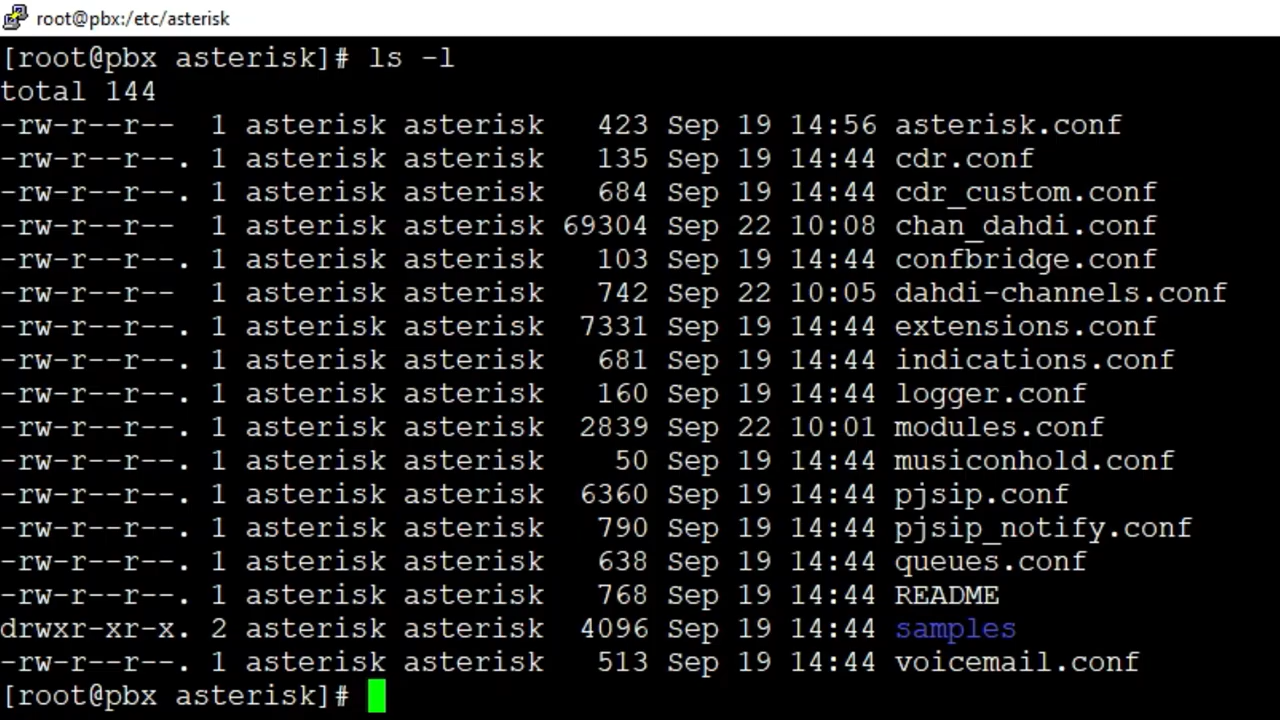 root@pbx:/etc/asterisk
[root@pbx asterisk]# ls -l
total 144
-rw-r--r--  1 asterisk asterisk   423 Sep 19 14:56 asterisk.conf
-rw-r--r--. 1 asterisk asterisk   135 Sep 19 14:44 cdr.conf
-rw-r--r--. 1 asterisk asterisk   684 Sep 19 14:44 cdr_custom.conf
-rw-r--r--  1 asterisk asterisk 69304 Sep 22 10:08 chan_dahdi.conf
-rw-r--r--. 1 asterisk asterisk   103 Sep 19 14:44 confbridge.conf
-rw-r--r--  1 asterisk asterisk   742 Sep 22 10:05 dahdi-channels.conf
-rw-r--r--. 1 asterisk asterisk  7331 Sep 19 14:44 extensions.conf
-rw-r--r--. 1 asterisk asterisk   681 Sep 19 14:44 indications.conf
-rw-r--r--. 1 asterisk asterisk   160 Sep 19 14:44 logger.conf
-rw-r--r--. 1 asterisk asterisk  2839 Sep 22 10:01 modules.conf
-rw-r--r--. 1 asterisk asterisk    50 Sep 19 14:44 musiconhold.conf
-rw-r--r--. 1 asterisk asterisk  6360 Sep 19 14:44 pjsip.conf
-rw-r--r--. 1 asterisk asterisk   790 Sep 19 14:44 pjsip_notify.conf
-rw-r--r--. 1 asterisk asterisk   638 Sep 19 14:44 queues.conf
-rw-r--r--. 1 asterisk asterisk   768 Sep 19 14:44 README
drwxr-xr-x. 2 asterisk asterisk  4096 Sep 19 14:44 samples
-rw-r--r--. 1 asterisk asterisk   513 Sep 19 14:44 voicemail.conf
[root@pbx asterisk]#